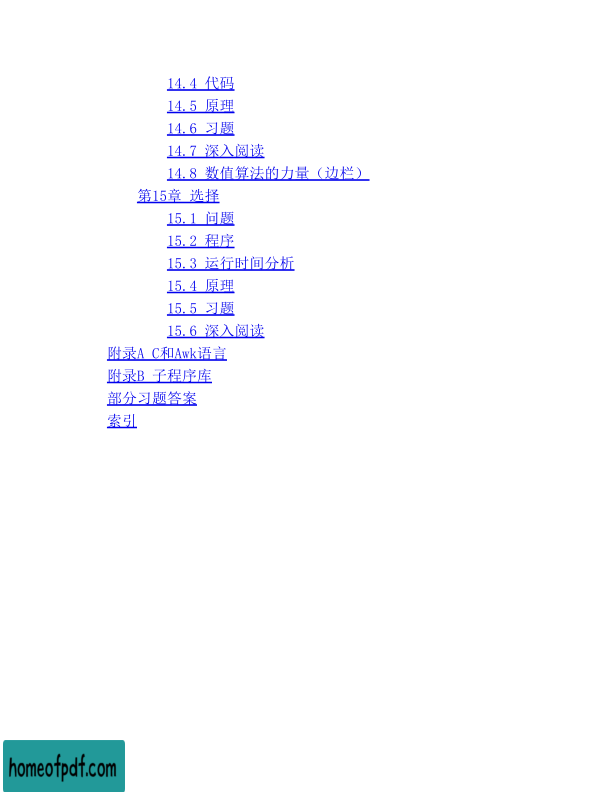 14.4 代码
14.5 原理
14.6 习题
14.7 深入阅读
14.8 数值算法的力量（边栏）
第15章 选择
15.1 问题
15.2 程序
15.3 运行时间分析
15.4 原理
15.5 习题
15.6 深入阅读
附录A C和Awk语言
附录B 子程序库
部分习题答案
索引
homeofpdf.com